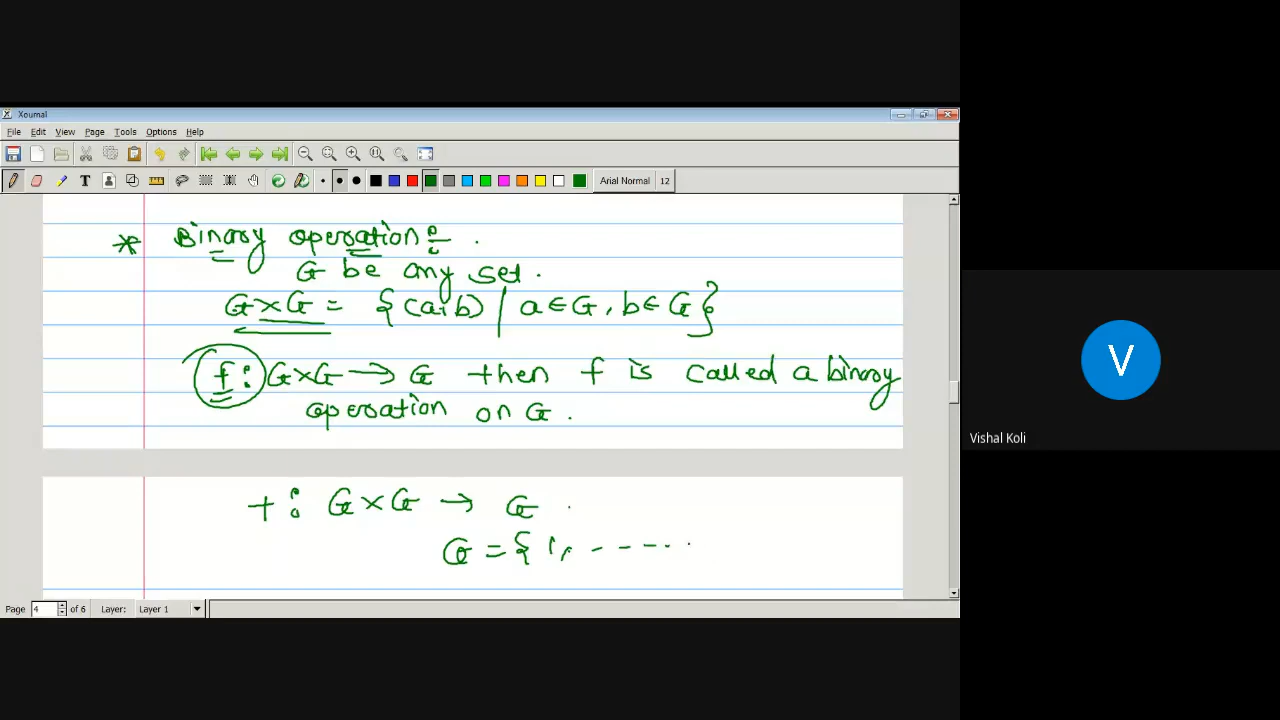 Xournal
File Edit View Page Tools Options Help
T Arial Normal 12
* Binary operation :- .
G be any set .
G×G = {(a,b) | a ∈ G, b ∈ G}
f : G×G → G then f is called a binary
operation on G .
+ : G×G → G .
G = { 1, - - - - . .
Page 4 of 6 Layer: Layer 1
V
Vishal Koli